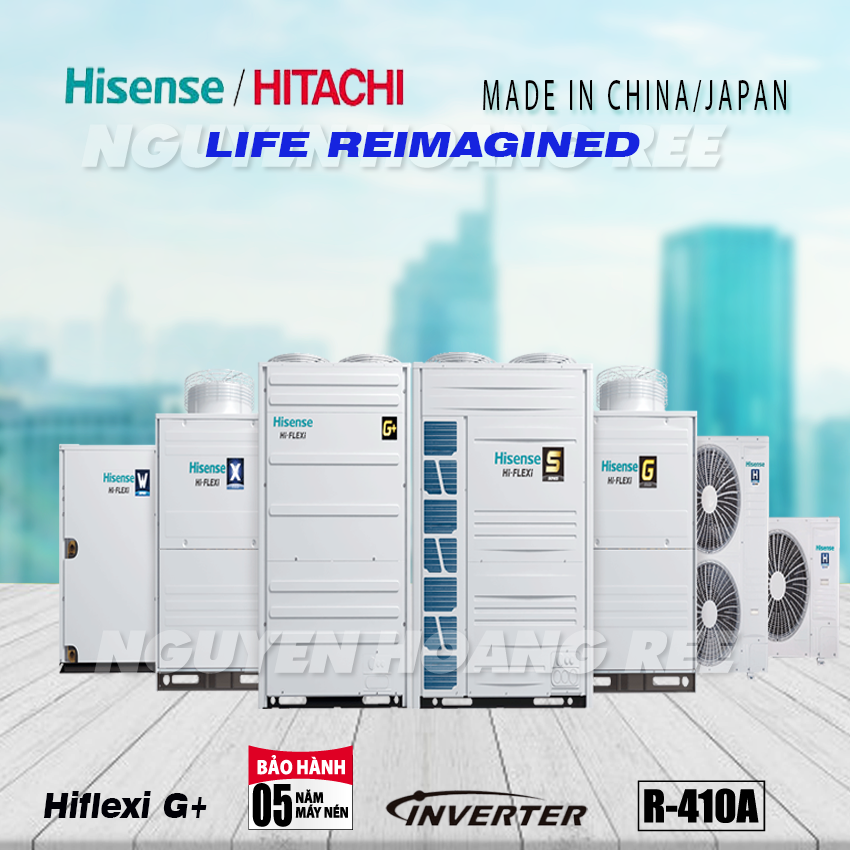 Hisense / HITACHI
MADE IN CHINA/JAPAN
NGUYEN HOANG REE
LIFE REIMAGINED
Hisense
Hi-FLEXi
W
Hisense
Hi-FLEXi
X
Hisense
Hi-FLEXi
G+
Hisense
Hi-FLEXi
S
Hisense
Hi-FLEXi
G
Hisense
H
Hisense
H
NGUYEN HOANG REE
Hiflexi G+
BẢO HÀNH
05 NĂM
MÁY NÉN
INVERTER
R-410A